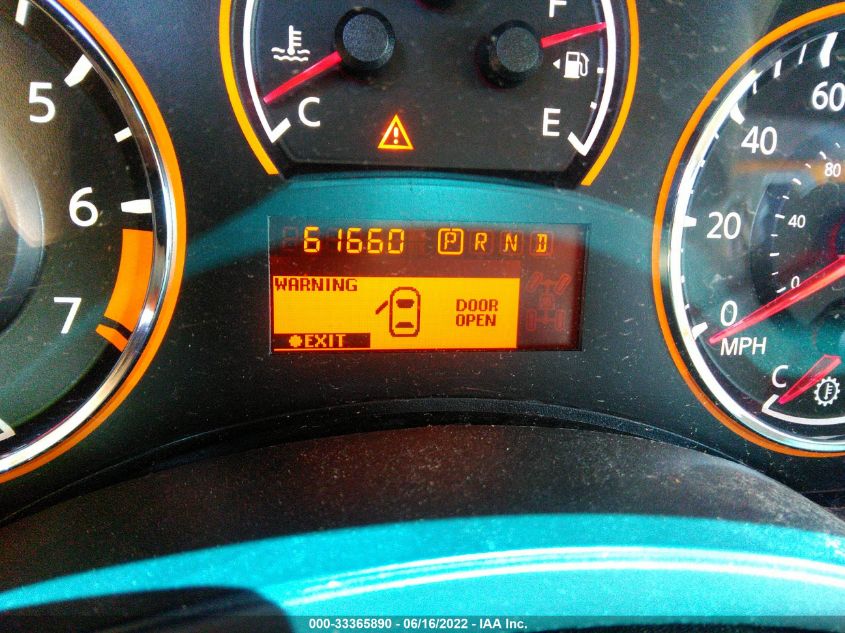 F
5
C
E
60
40
80
6
61660 P R N D
20
40
WARNING
DOOR
OPEN
0
0
7
EXIT
MPH
C
000-33365890 - 06/16/2022 - IAA Inc.